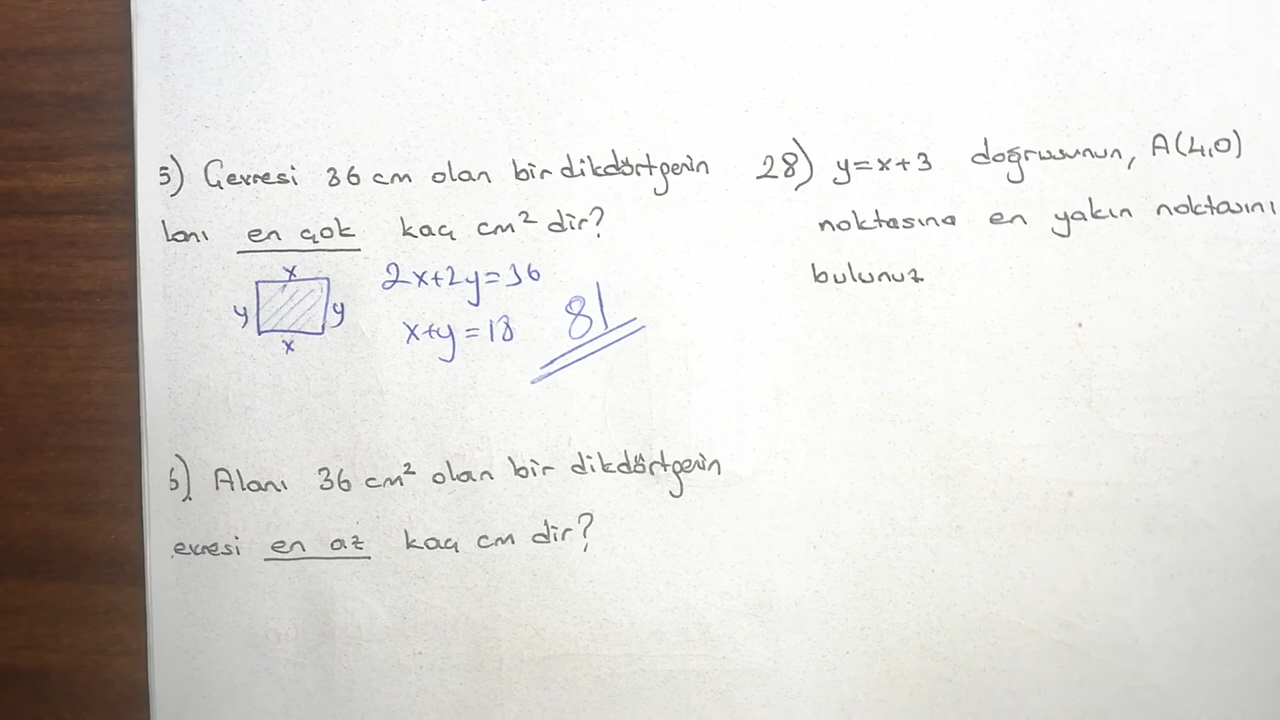 5) Çevresi 36 cm olan bir dikdörtgenin
lanı en çok kaç cm² dir?
x
y
y
x
2x+2y=36
x+y=18
81
6) Alanı 36 cm² olan bir dikdörtgenin
evresi en az kaç cm dir?
28) y=x+3 doğrusunun, A(4,0)
noktasına en yakın noktasını
bulunuz